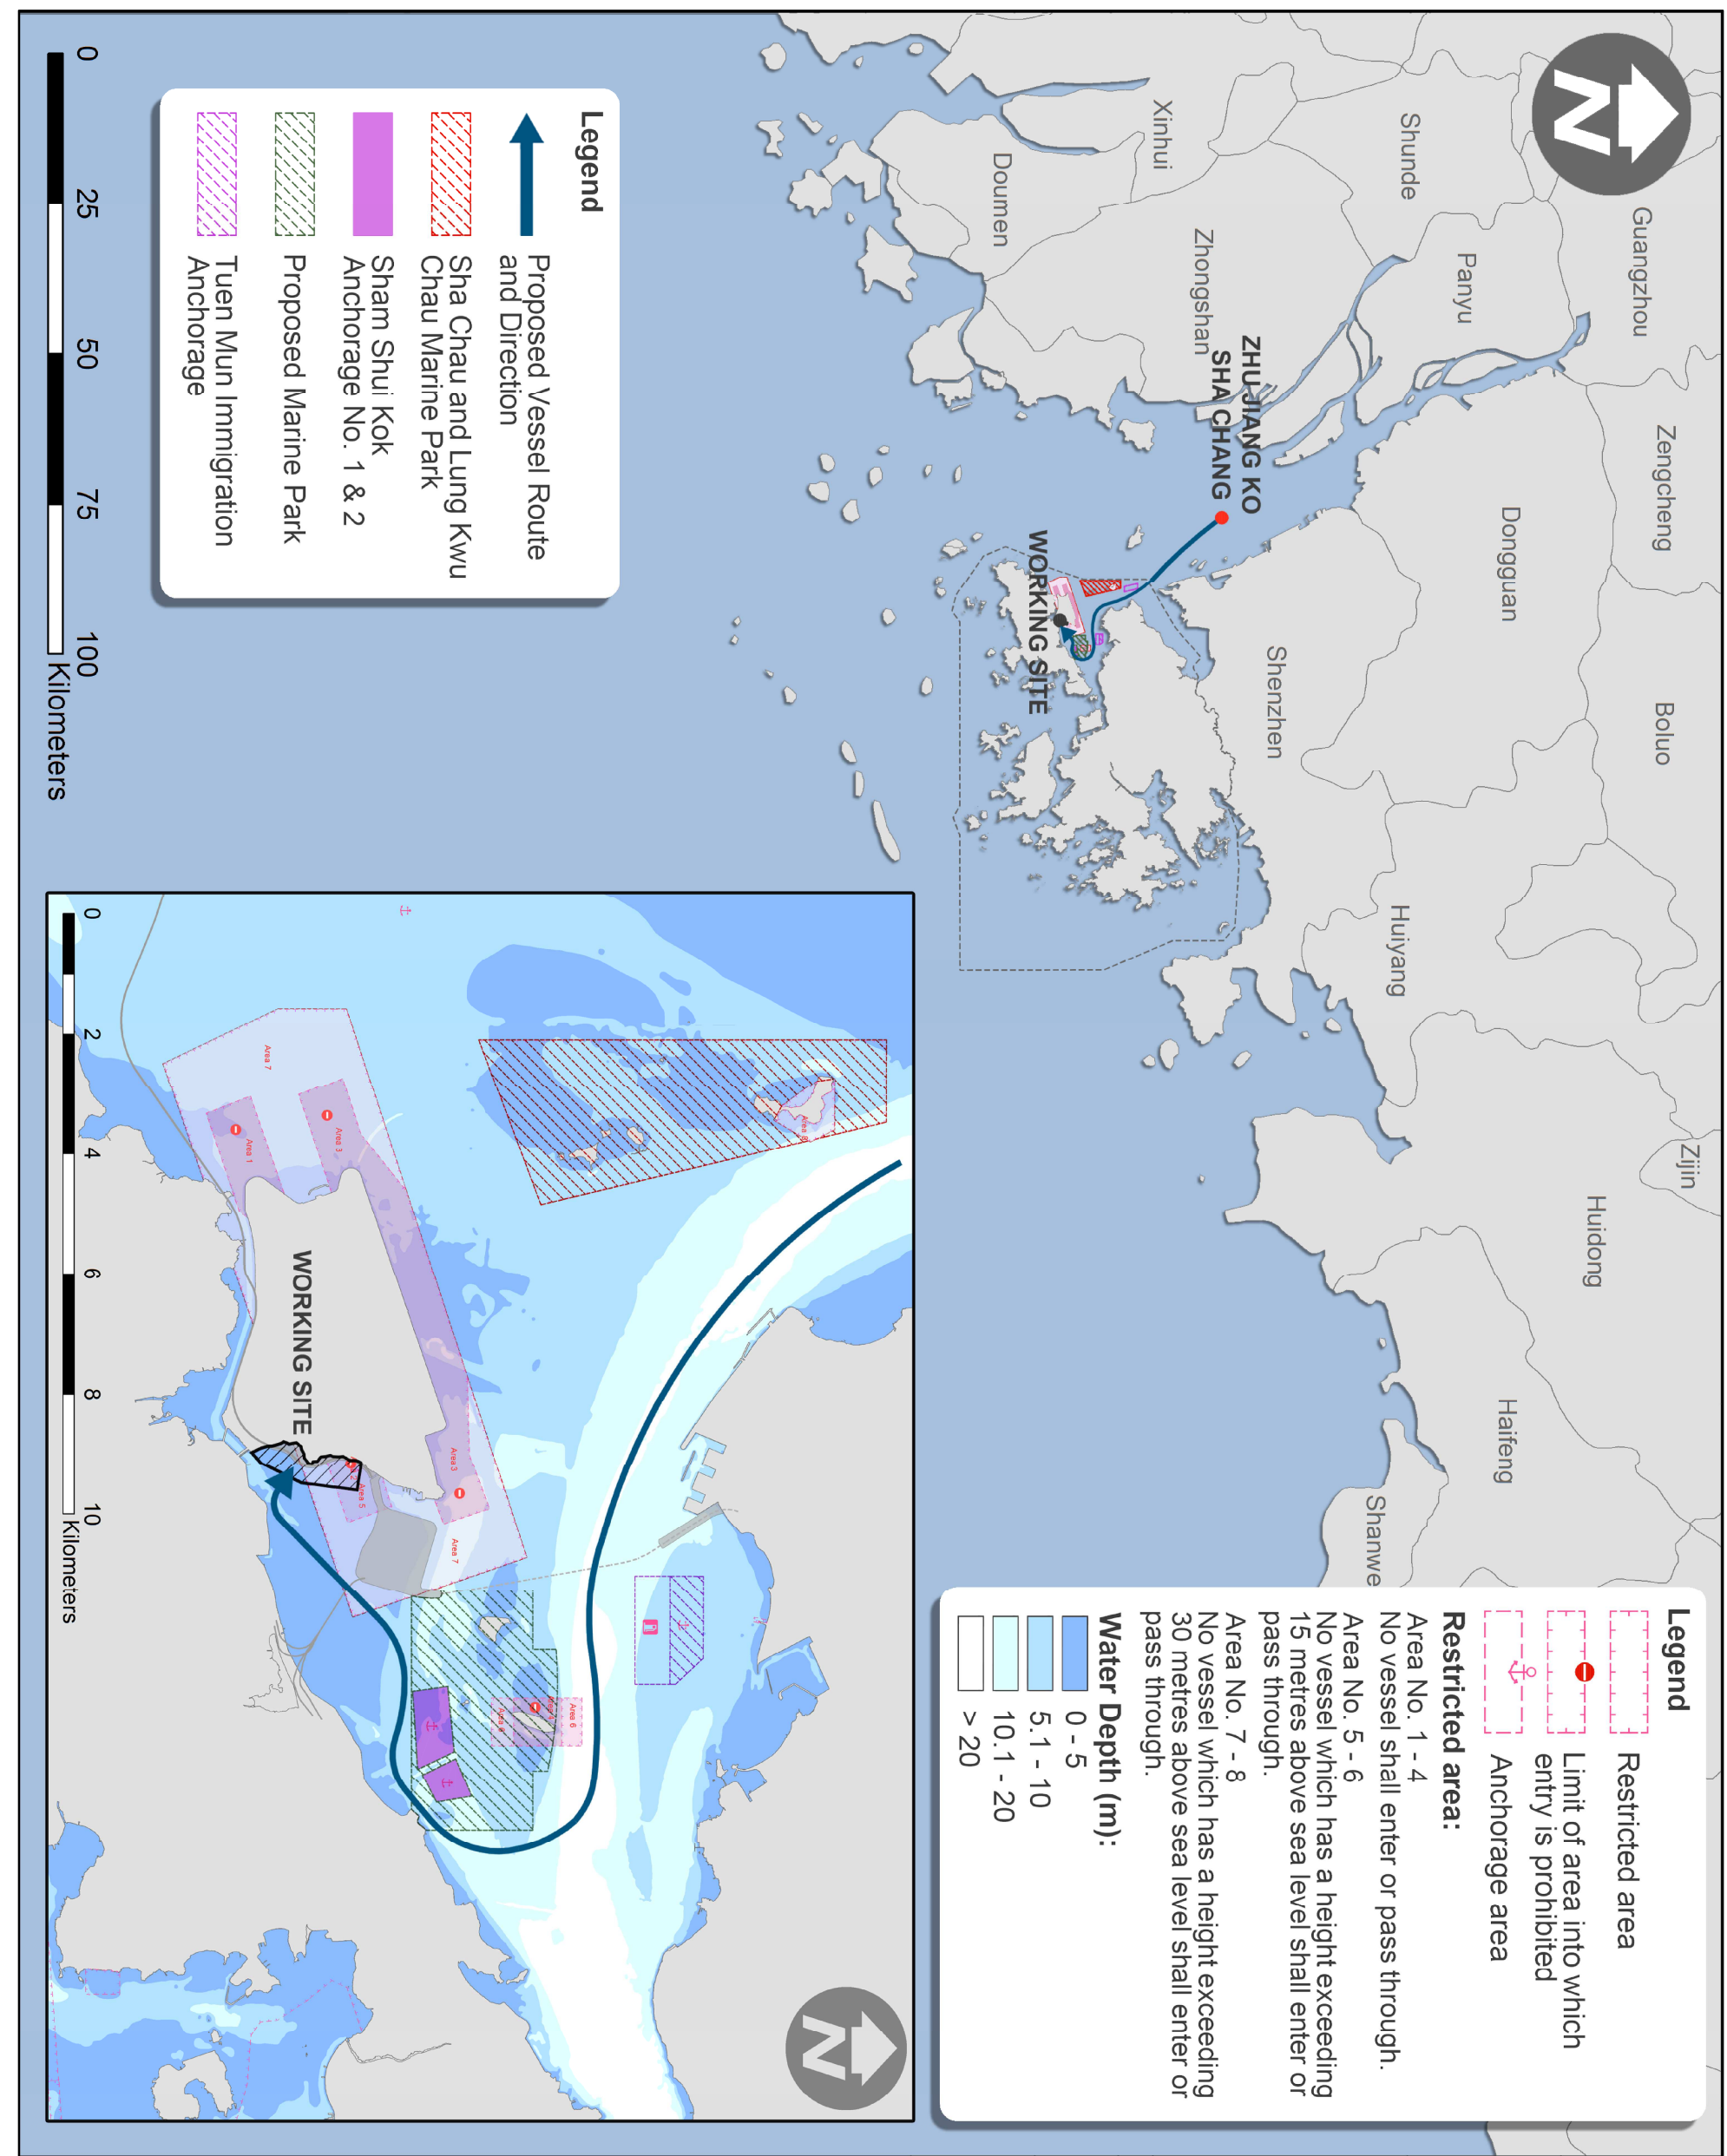 N
Guangzhou
Zengcheng
Boluo
Zijin
Huidong
Shunde
Panyu
Dongguan
Haifeng
Xinhui
Zhongshan
Shenzhen
Huiyang
Shanwe
Doumen
ZHU JIANG KO
SHA CHANG
WORKING SITE
Legend
Proposed Vessel Route
and Direction
Sha Chau and Lung Kwu
Chau Marine Park
Sham Shui Kok
Anchorage No. 1 & 2
Proposed Marine Park
Tuen Mun Immigration
Anchorage
0 25 50 75 100
Kilometers
Legend
Restricted area
Limit of area into which
entry is prohibited
Anchorage area
Restricted area:
Area No. 1 - 4
No vessel shall enter or pass through.
Area No. 5 - 6
No vessel which has a height exceeding
15 metres above sea level shall enter or
pass through.
Area No. 7 - 8
No vessel which has a height exceeding
30 metres above sea level shall enter or
pass through.
Water Depth (m):
0 - 5
5.1 - 10
10.1 - 20
> 20
N
Area 8
Area 6
Area 4
Area 6
Area 3
Area 7
Area 5
Area 3
Area 7
Area 1
WORKING SITE
0 2 4 6 8 10
Kilometers